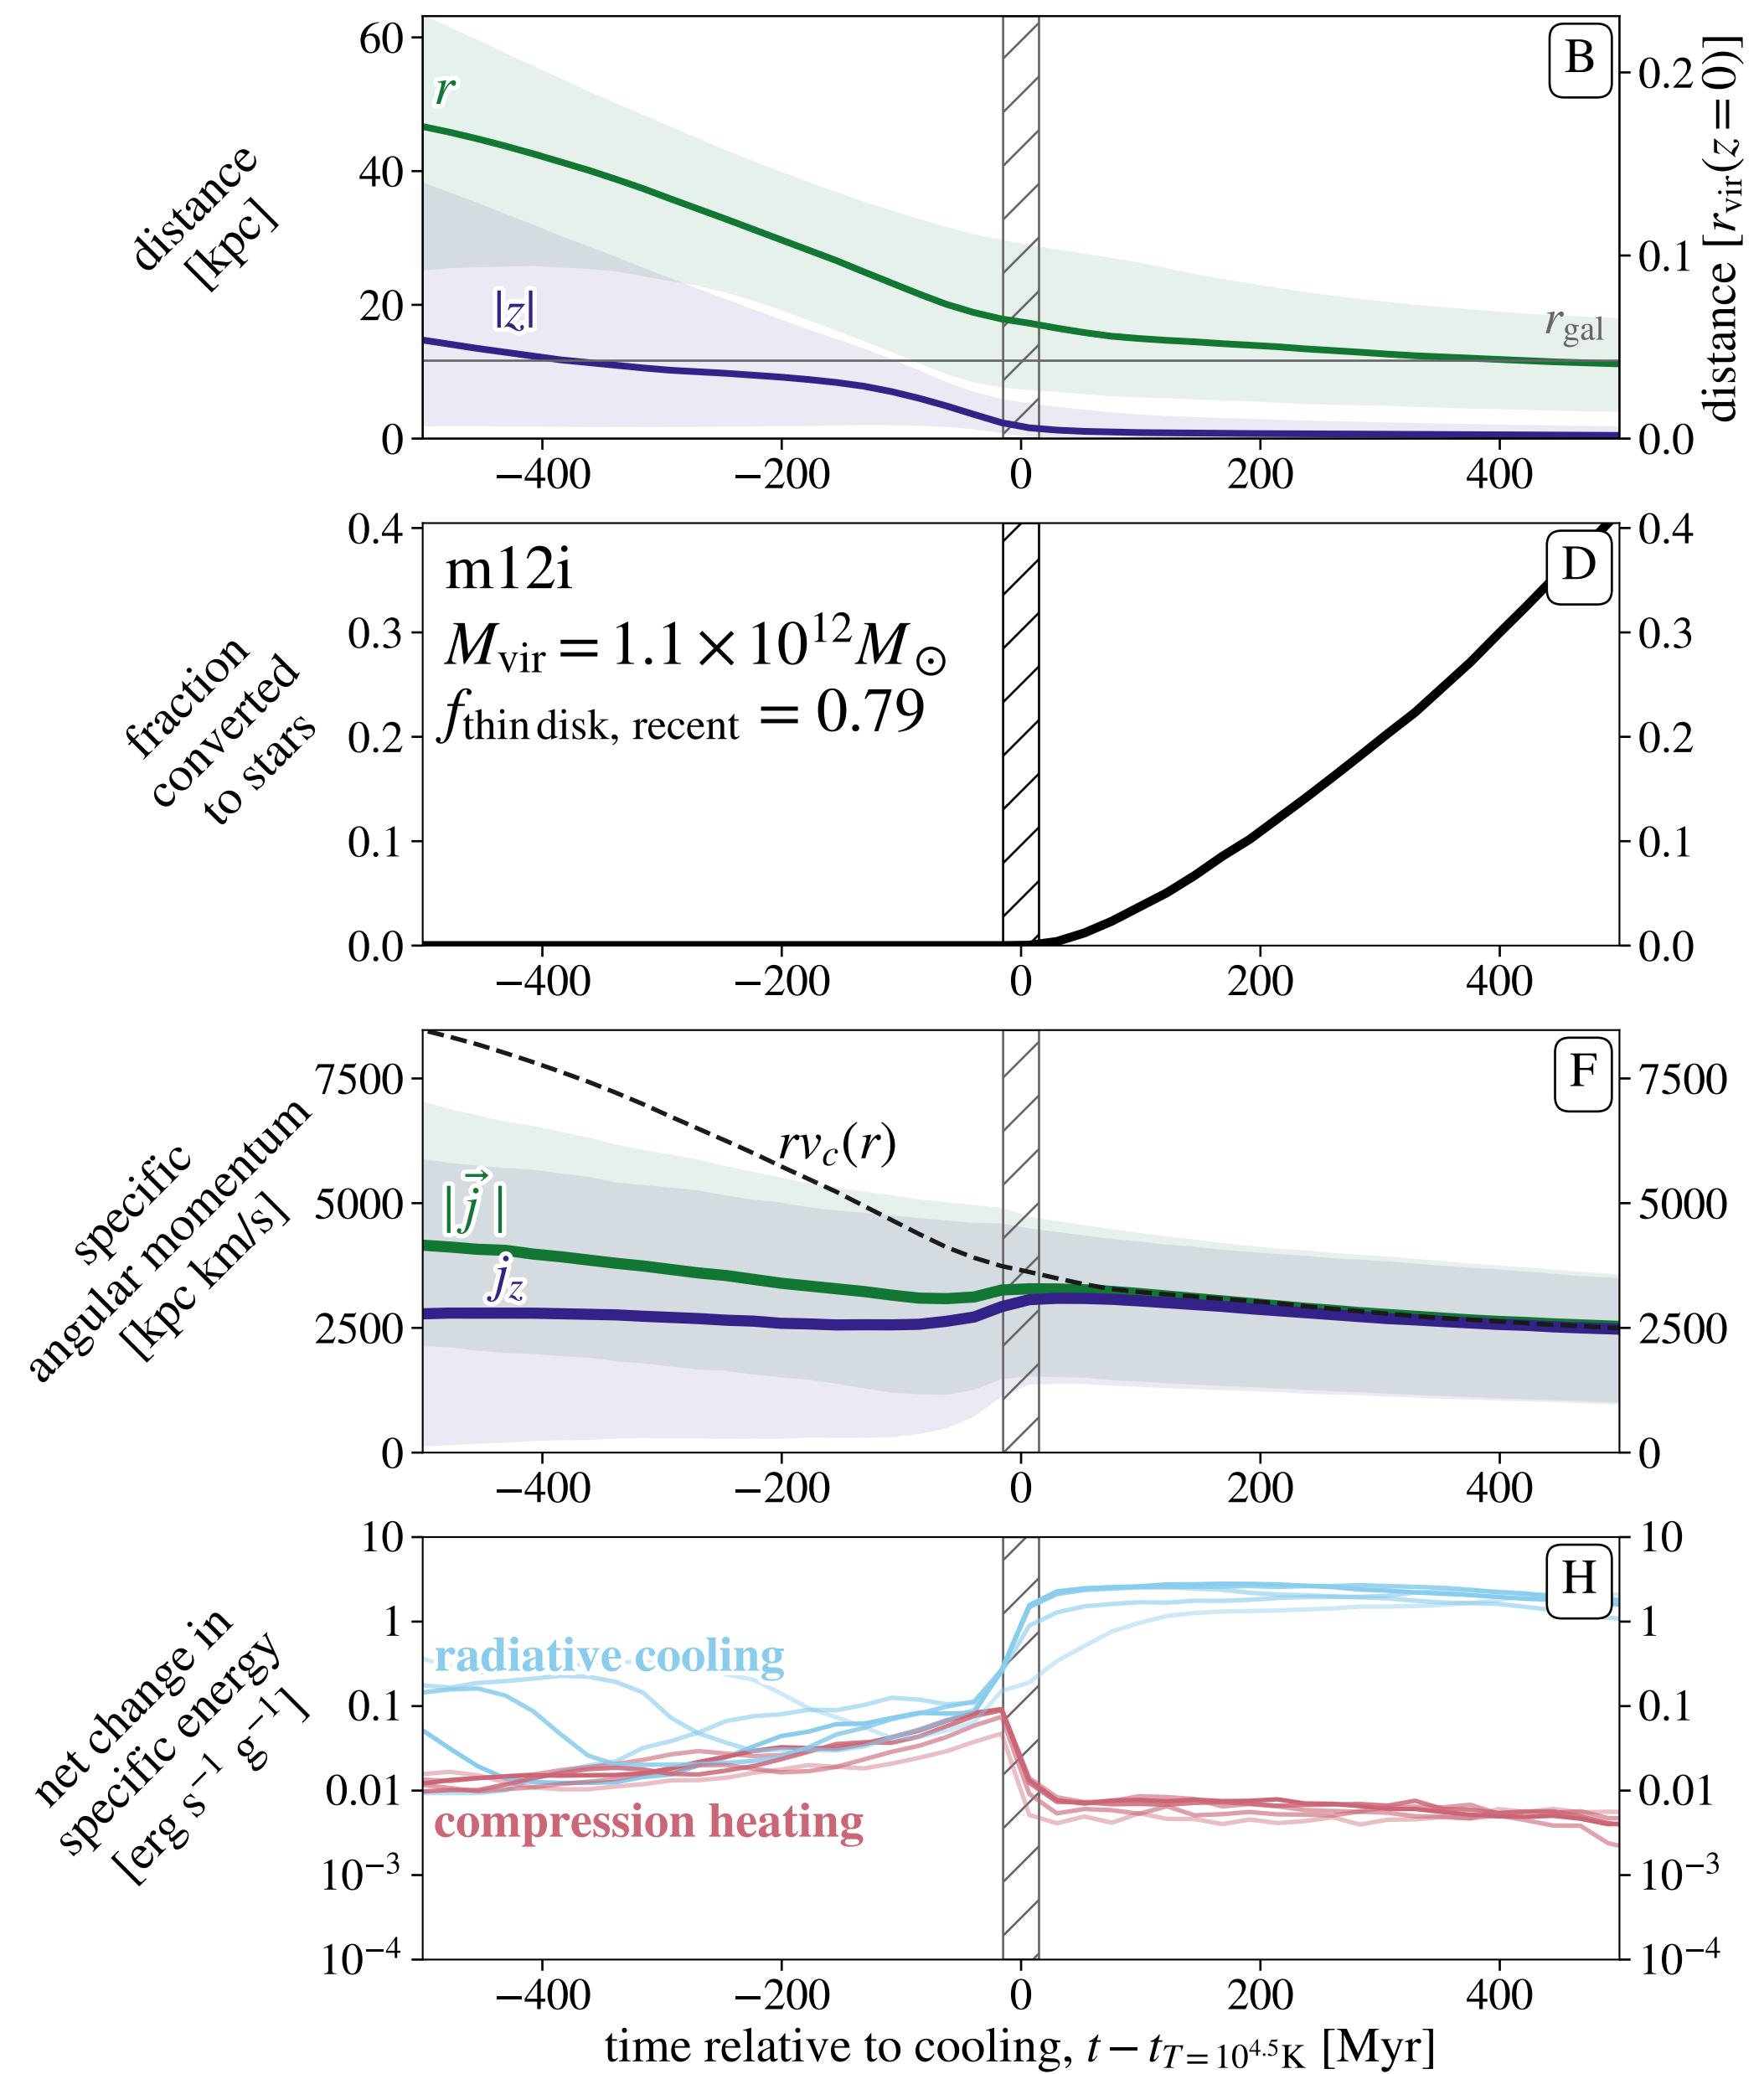 distance
[kpc]
60
40
20
0
r
|z|
B
r_gal
0.2
0.1
0.0
distance [r_vir(z=0)]
−400 −200 0 200 400
fraction
converted
to stars
0.4
0.3
0.2
0.1
0.0
m12i
M_vir = 1.1 × 10^12 M_⊙
f_thin disk, recent = 0.79
D
0.4
0.3
0.2
0.1
0.0
−400 −200 0 200 400
specific
angular momentum
[kpc km/s]
7500
5000
2500
0
rv_c(r)
|j⃗|
j_z
F
7500
5000
2500
0
−400 −200 0 200 400
net change in
specific energy
[erg s^−1 g^−1]
10
1
0.1
0.01
10^−3
10^−4
radiative cooling
compression heating
H
10
1
0.1
0.01
10^−3
10^−4
−400 −200 0 200 400
time relative to cooling, t − t_T=10^4.5K [Myr]